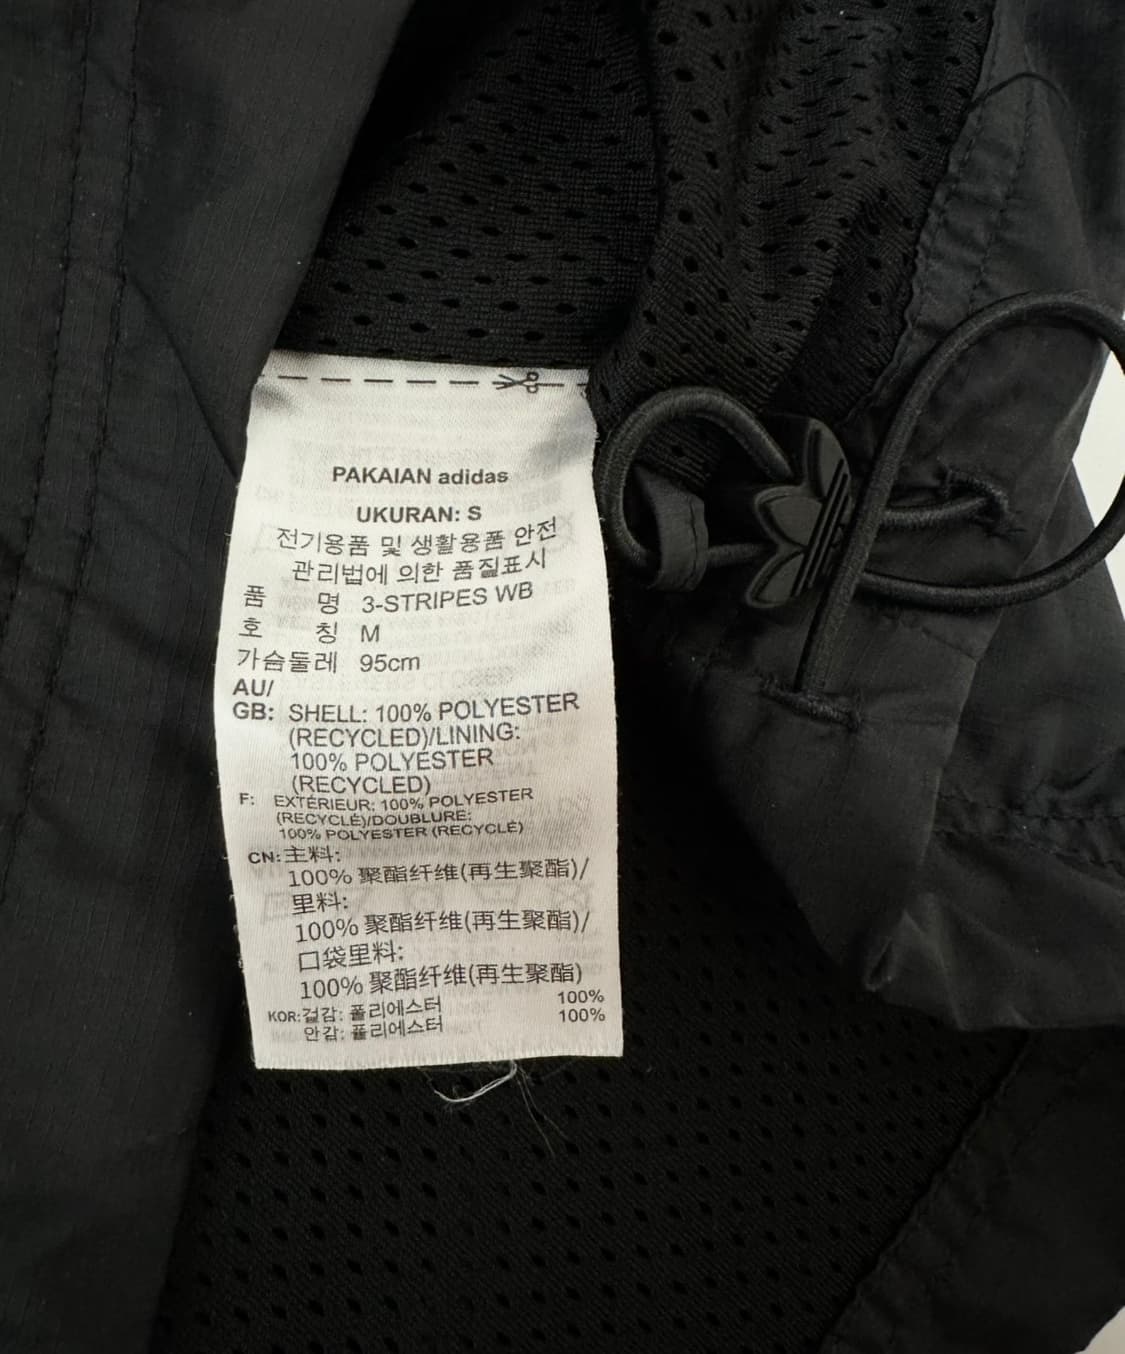 PAKAIAN adidas
UKURAN: S
전기용품 및 생활용품 안전
관리법에 의한 품질표시
품 명 3-STRIPES WB
호 칭 M
가슴둘레 95cm
AU/
GB: SHELL: 100% POLYESTER
(RECYCLED)/LINING:
100% POLYESTER
(RECYCLED)
F: EXTÉRIEUR: 100% POLYESTER
(RECYCLÉ)/DOUBLURE:
100% POLYESTER (RECYCLÉ)
CN: 主料:
100% 聚酯纤维(再生聚酯)/
里料:
100% 聚酯纤维(再生聚酯)/
口袋里料:
100% 聚酯纤维(再生聚酯)
KOR: 겉감: 폴리에스터 100%
안감: 폴리에스터 100%